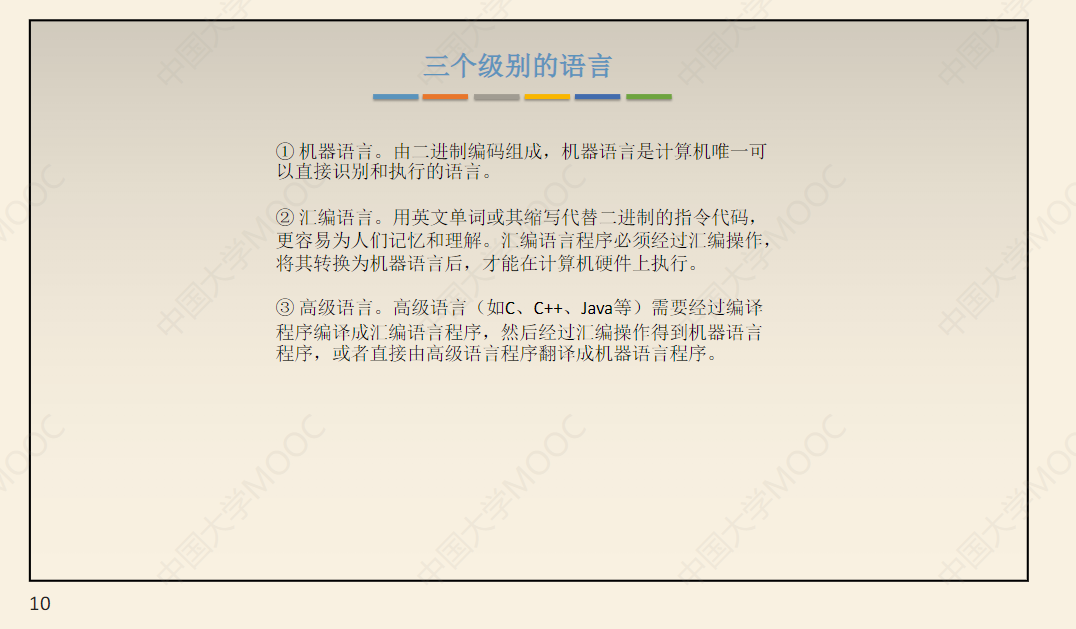 三个级别的语言
① 机器语言。由二进制编码组成，机器语言是计算机唯一可
以直接识别和执行的语言。
② 汇编语言。用英文单词或其缩写代替二进制的指令代码，
更容易为人们记忆和理解。汇编语言程序必须经过汇编操作，
将其转换为机器语言后，才能在计算机硬件上执行。
③ 高级语言。高级语言（如C、C++、Java等）需要经过编译
程序编译成汇编语言程序，然后经过汇编操作得到机器语言
程序，或者直接由高级语言程序翻译成机器语言程序。
10
中国大学MOOC